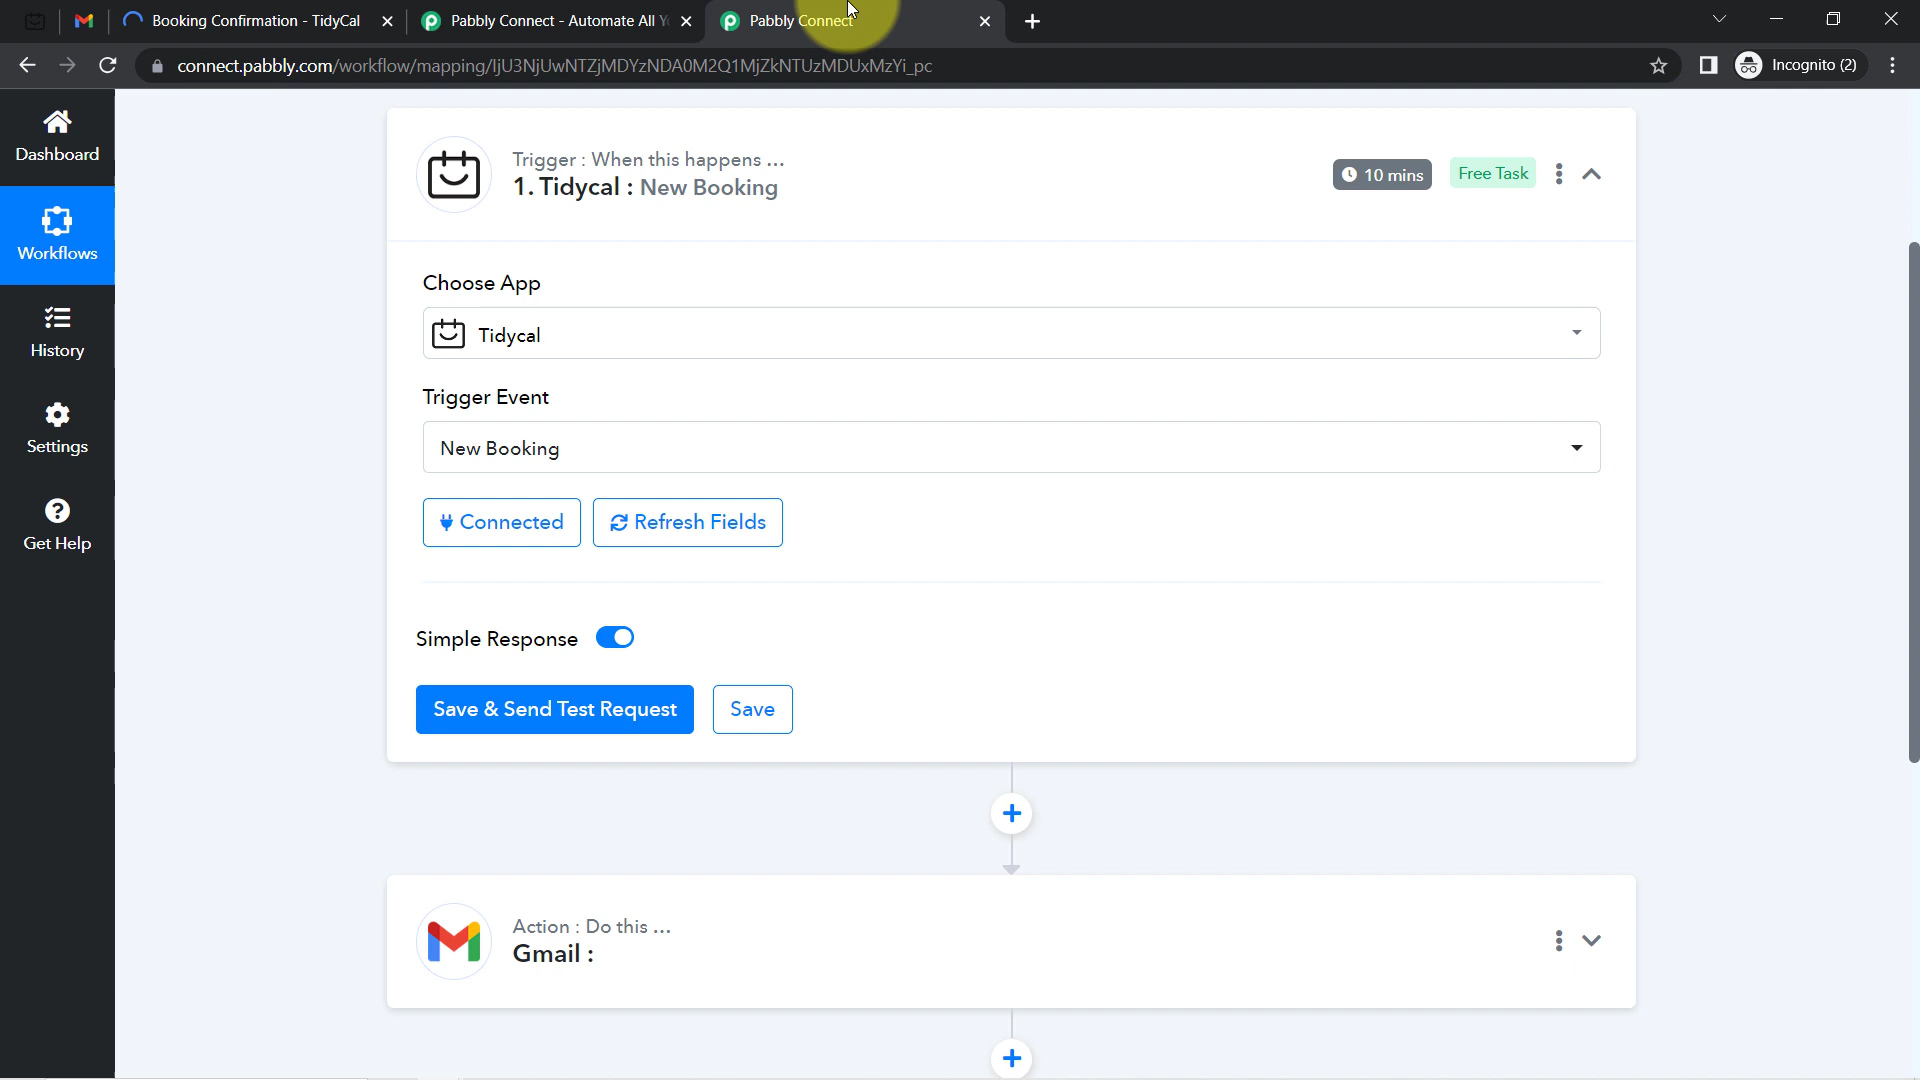 Booking Confirmation - TidyCal
Pabbly Connect - Automate All Y
Pabbly Connect
connect.pabbly.com/workflow/mapping/IjU3NjUwNTZjMDYzNDA0M2Q1MjZkNTUzMDUxMzYi_pc
Incognito (2)
Dashboard
Workflows
History
Settings
Get Help
Trigger : When this happens ...
1. Tidycal : New Booking
10 mins
Free Task
Choose App
Tidycal
Trigger Event
New Booking
Connected
Refresh Fields
Simple Response
Save & Send Test Request
Save
Action : Do this ...
Gmail :